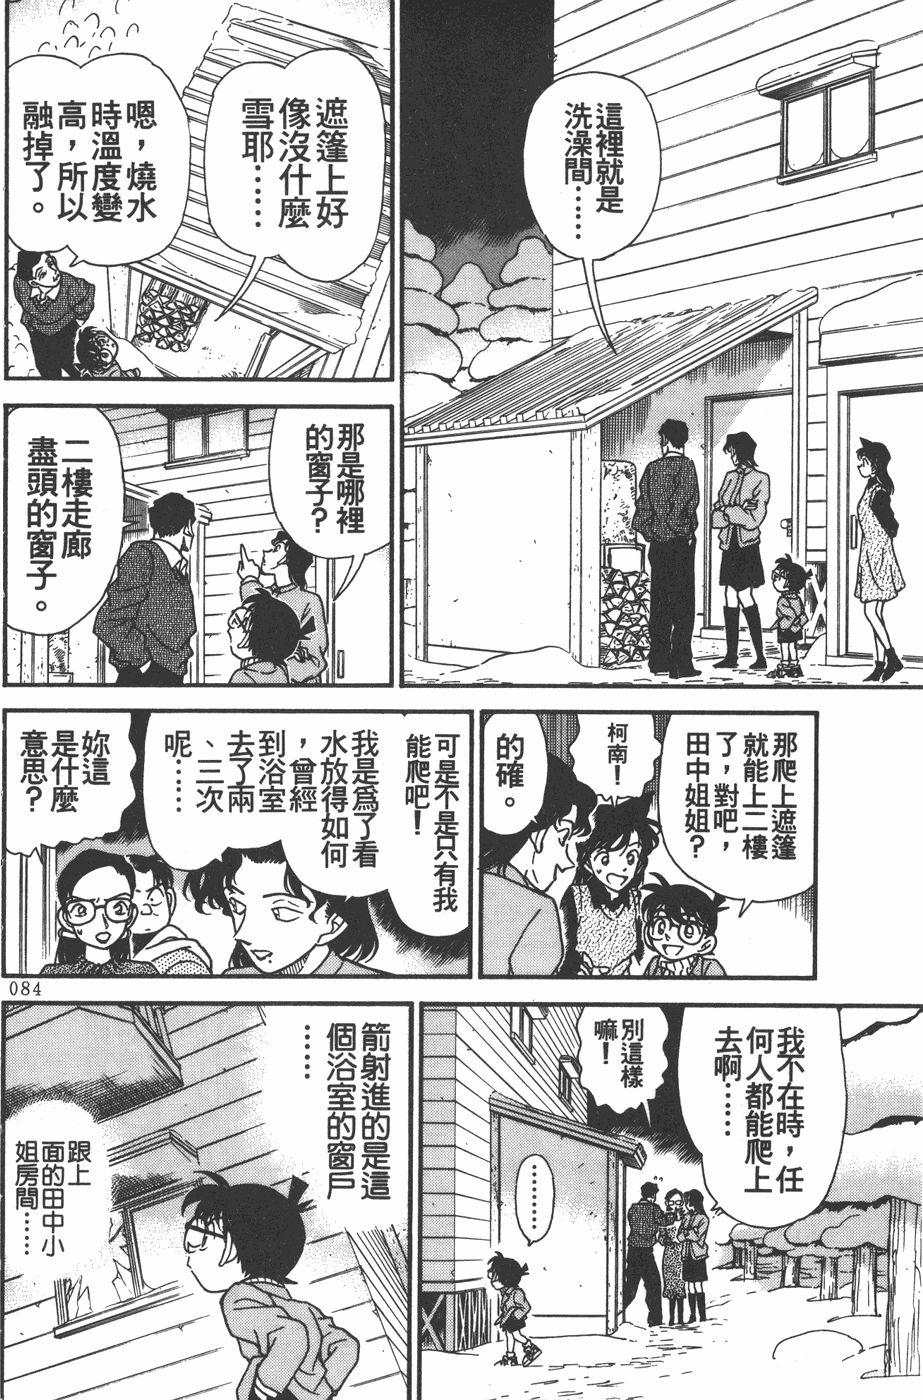 這裡就是
洗澡間……
遮篷上好
像沒什麼
雪耶……
嗯，燒水
時溫度變
高，所以
融掉了。
那是哪裡
的窗子？
二樓走廊
盡頭的窗子。
那爬上遮篷
就能上二樓
了，對吧，
田中姐姐？
柯南！
的確。
可是不是只有我
能爬吧！
我是為了看
水放得如何
，曾經
到浴室
去了兩
、三次
呢……
妳這
是什麼
意思？
084
我不在時，任
何人都能爬上
去啊……
別這樣
嘛！
……
箭射進的是這
個浴室的窗戶
……
跟上
面的田中小
姐房間……